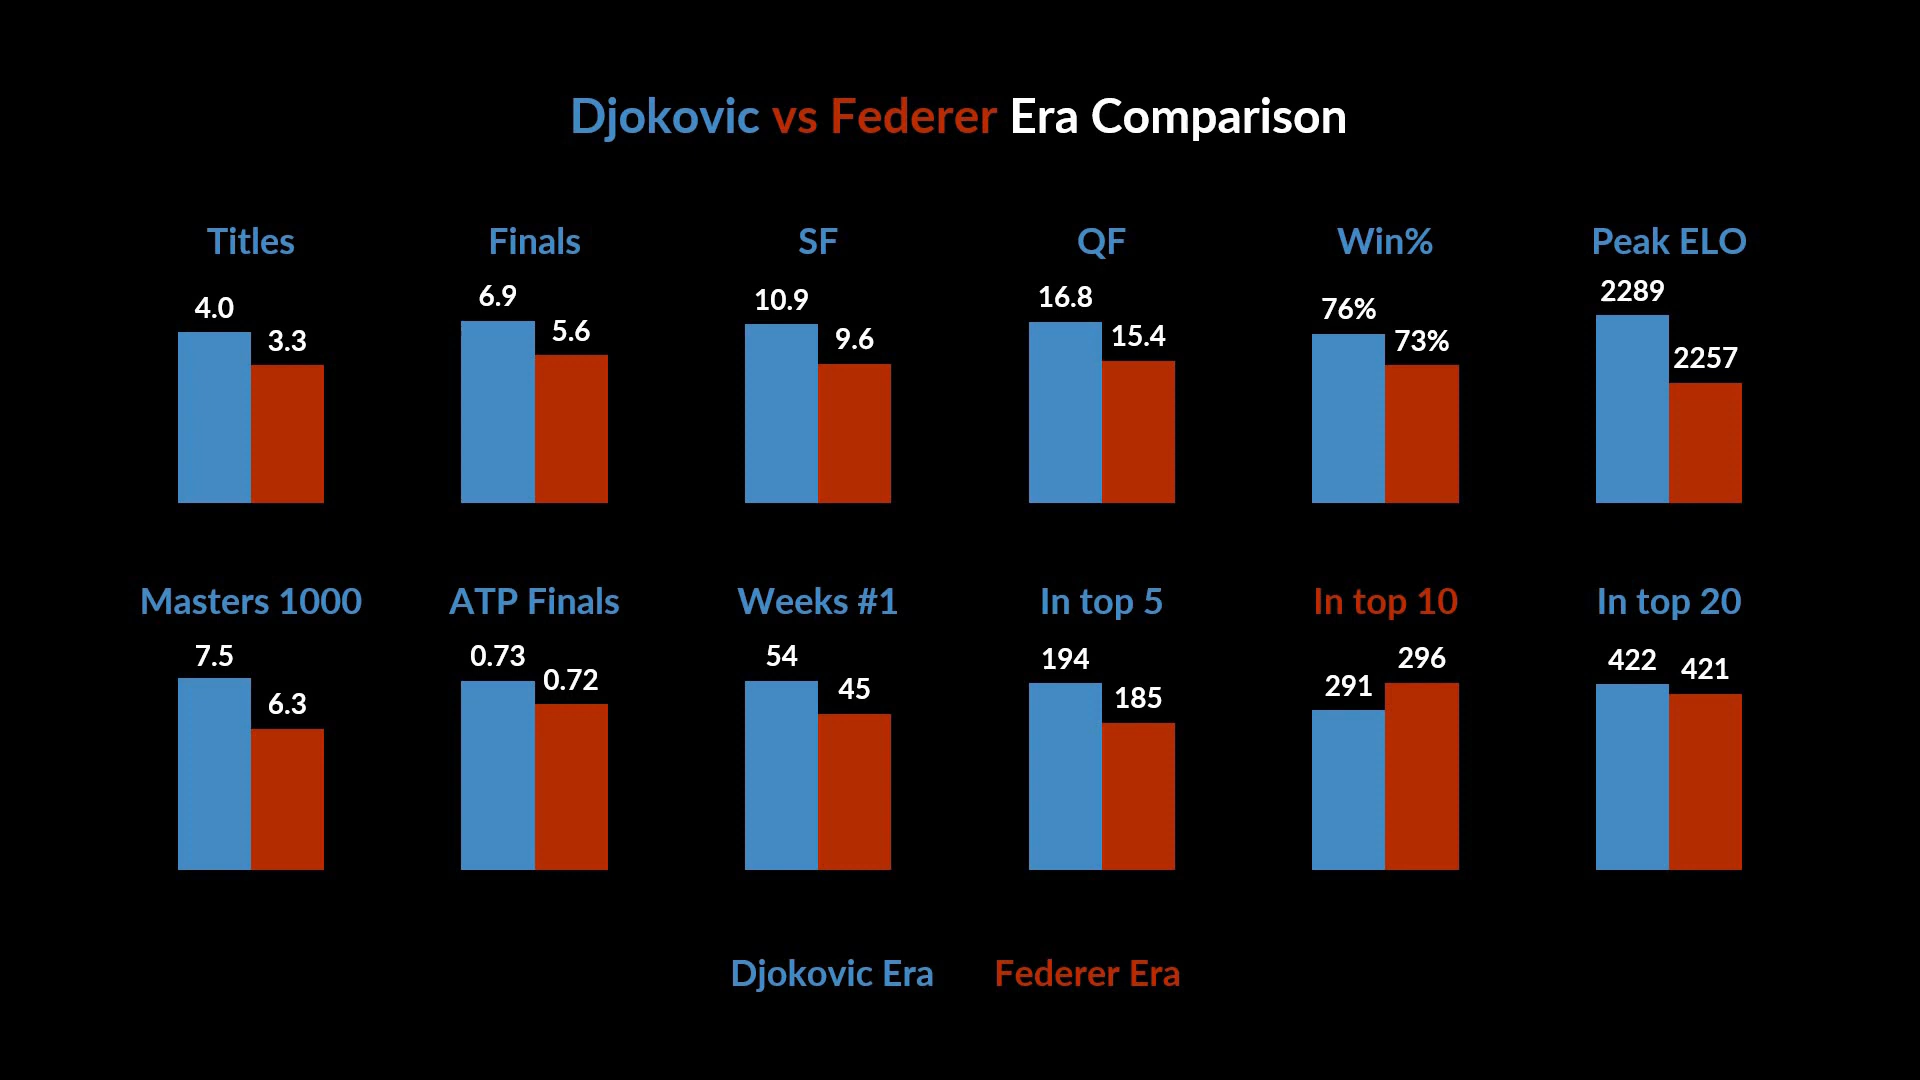 Djokovic vs Federer Era Comparison
Titles
4.0
3.3
Finals
6.9
5.6
SF
10.9
9.6
QF
16.8
15.4
Win%
76%
73%
Peak ELO
2289
2257
Masters 1000
7.5
6.3
ATP Finals
0.73
0.72
Weeks #1
54
45
In top 5
194
185
In top 10
291
296
In top 20
422
421
Djokovic Era
Federer Era